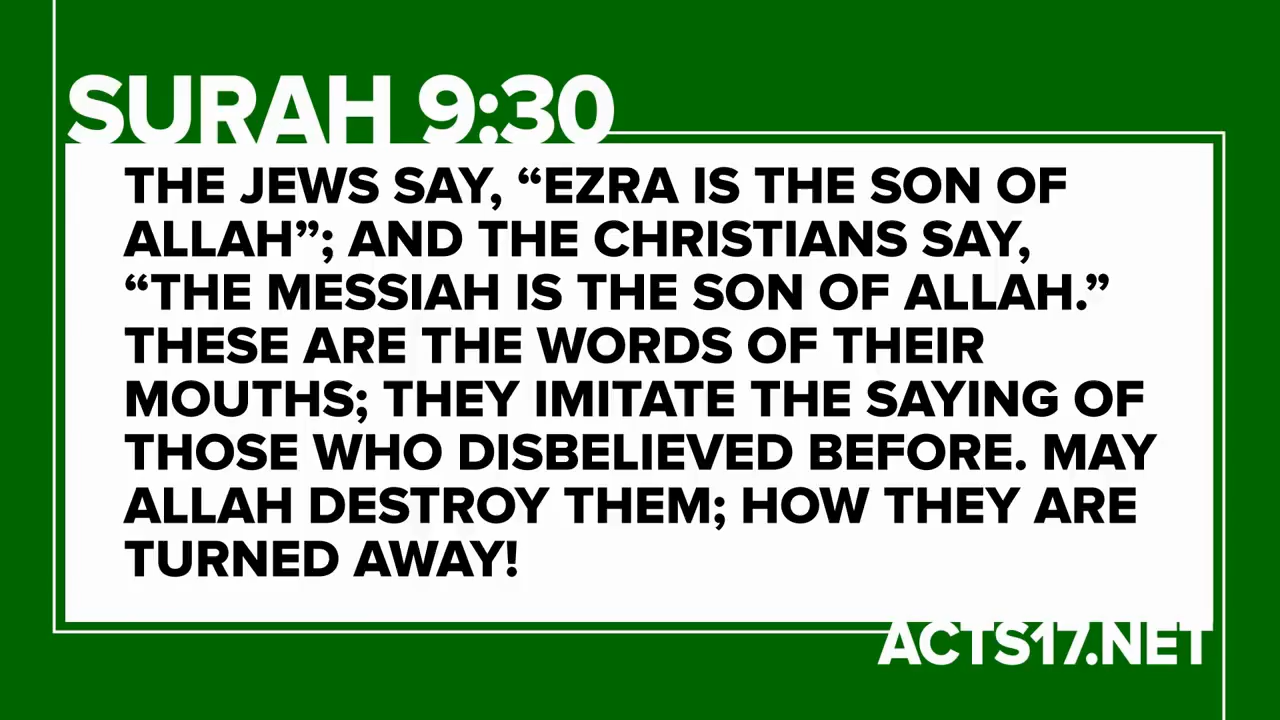 SURAH 9:30
THE JEWS SAY, “EZRA IS THE SON OF
ALLAH”; AND THE CHRISTIANS SAY,
“THE MESSIAH IS THE SON OF ALLAH.”
THESE ARE THE WORDS OF THEIR
MOUTHS; THEY IMITATE THE SAYING OF
THOSE WHO DISBELIEVED BEFORE. MAY
ALLAH DESTROY THEM; HOW THEY ARE
TURNED AWAY!
ACTS17.NET